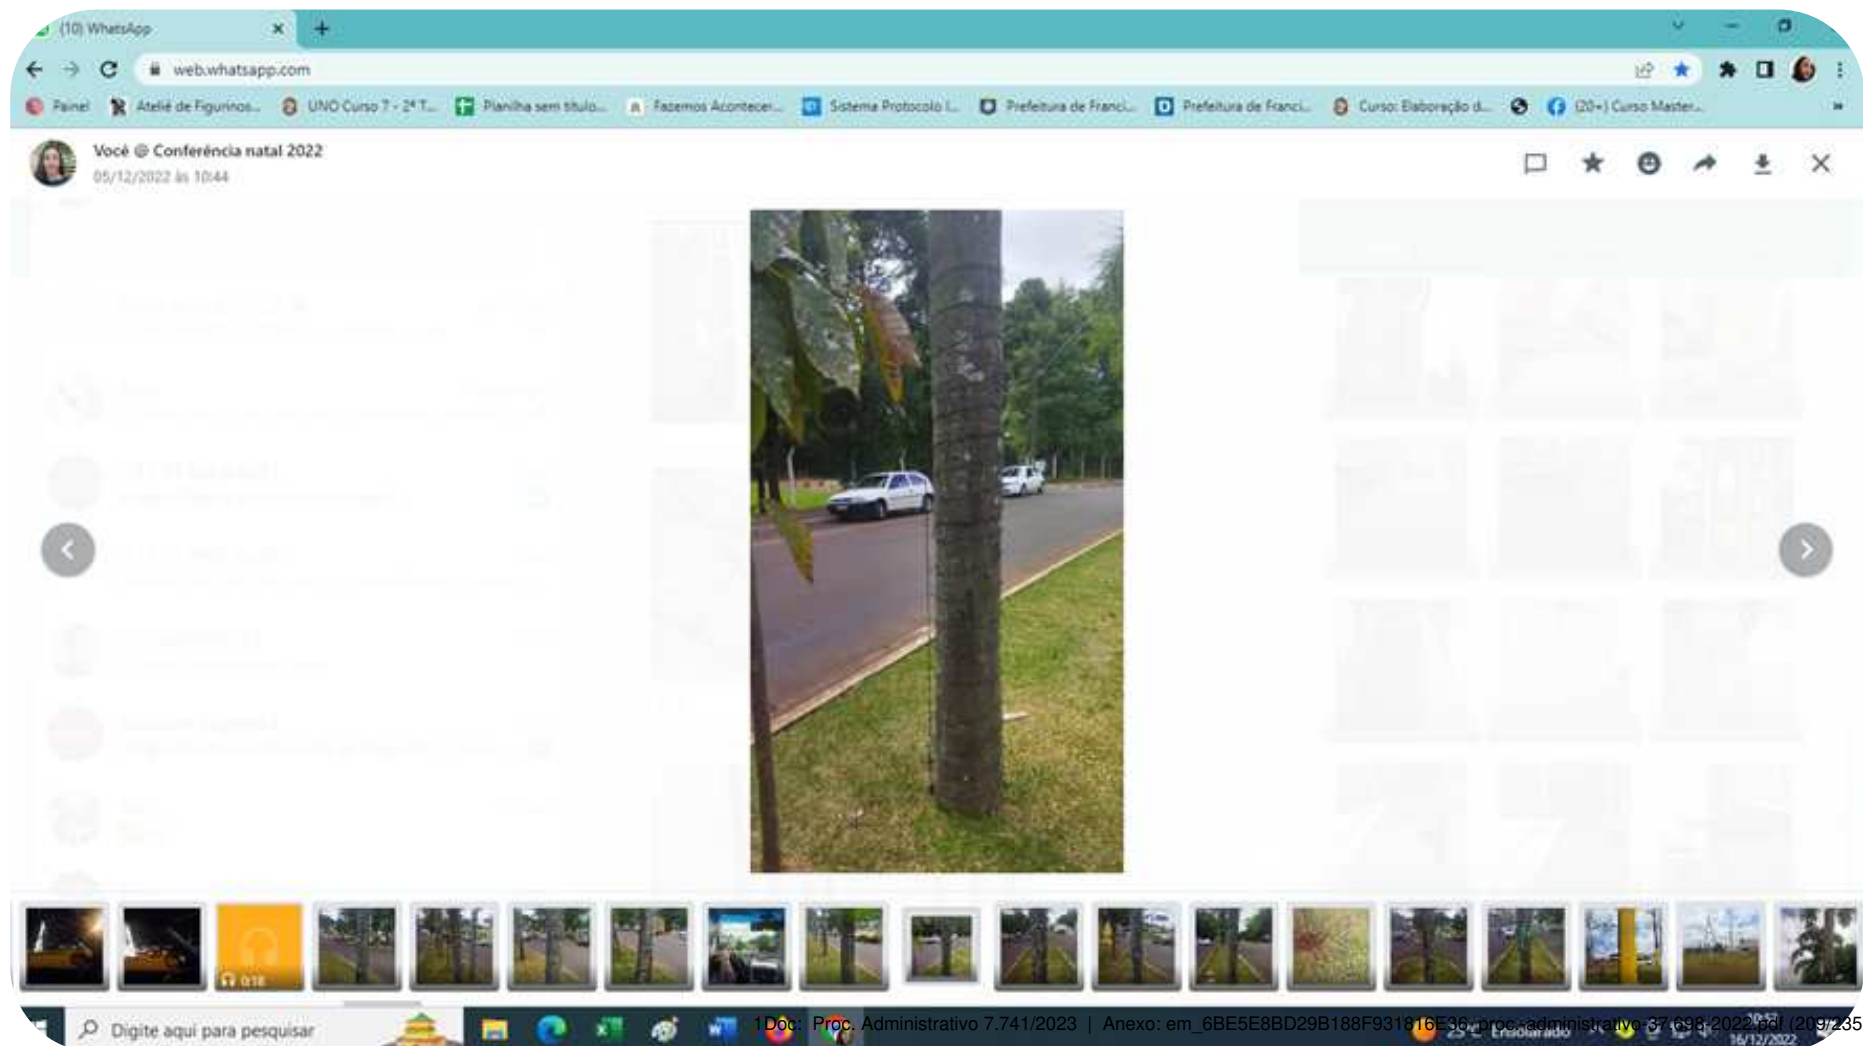 (10) WhatsApp
web.whatsapp.com
Painel
Ateliê de Figurinos...
UNO Curso 7 - 2ª T...
Planilha sem título...
Fazemos Acontecer...
Sistema Protocolo I...
Prefeitura de Franci...
Prefeitura de Franci...
Curso: Elaboração d...
(20+) Curso Master...
Você @ Conferência natal 2022
05/12/2022 às 10:44
0:18
Digite aqui para pesquisar
1Doc: Proc. Administrativo 7.741/2023 | Anexo: em_6BE5E8BD29B188F931816E36_proc.-administrativo-37.698-2022.pdf (209/235
25°C Ensolarado
16/12/2022